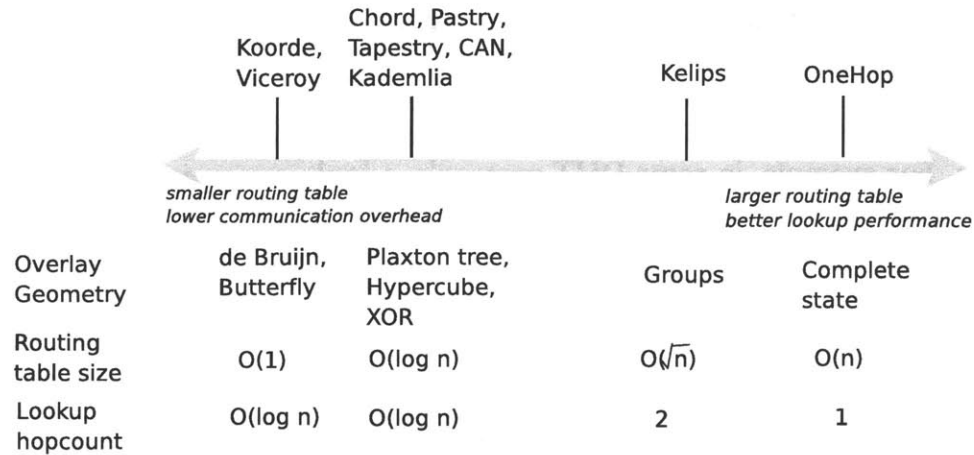 Chord, Pastry,
Koorde, Tapestry, CAN,
Viceroy Kademlia Kelips OneHop
smaller routing table larger routing table
lower communication overhead better lookup performance
Overlay de Bruijn, Plaxton tree, Groups Complete
Geometry Butterfly Hypercube, state
XOR
Routing
table size O(1) O(log n) O(√n) O(n)
Lookup
hopcount O(log n) O(log n) 2 1